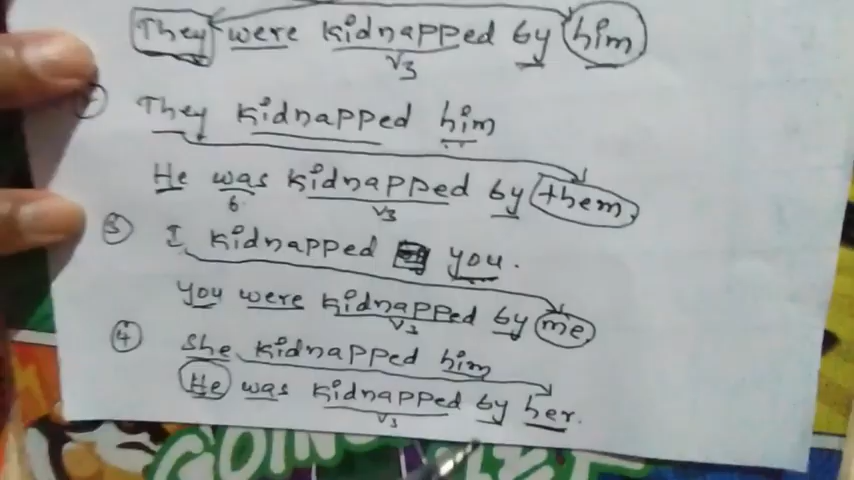 They were kidnapped by him
V3
They kidnapped him
He was kidnapped by them.
6 V3
③ I kidnapped you.
you were kidnapped by me.
V3
④ She kidnapped him
He was kidnapped by her.
V3